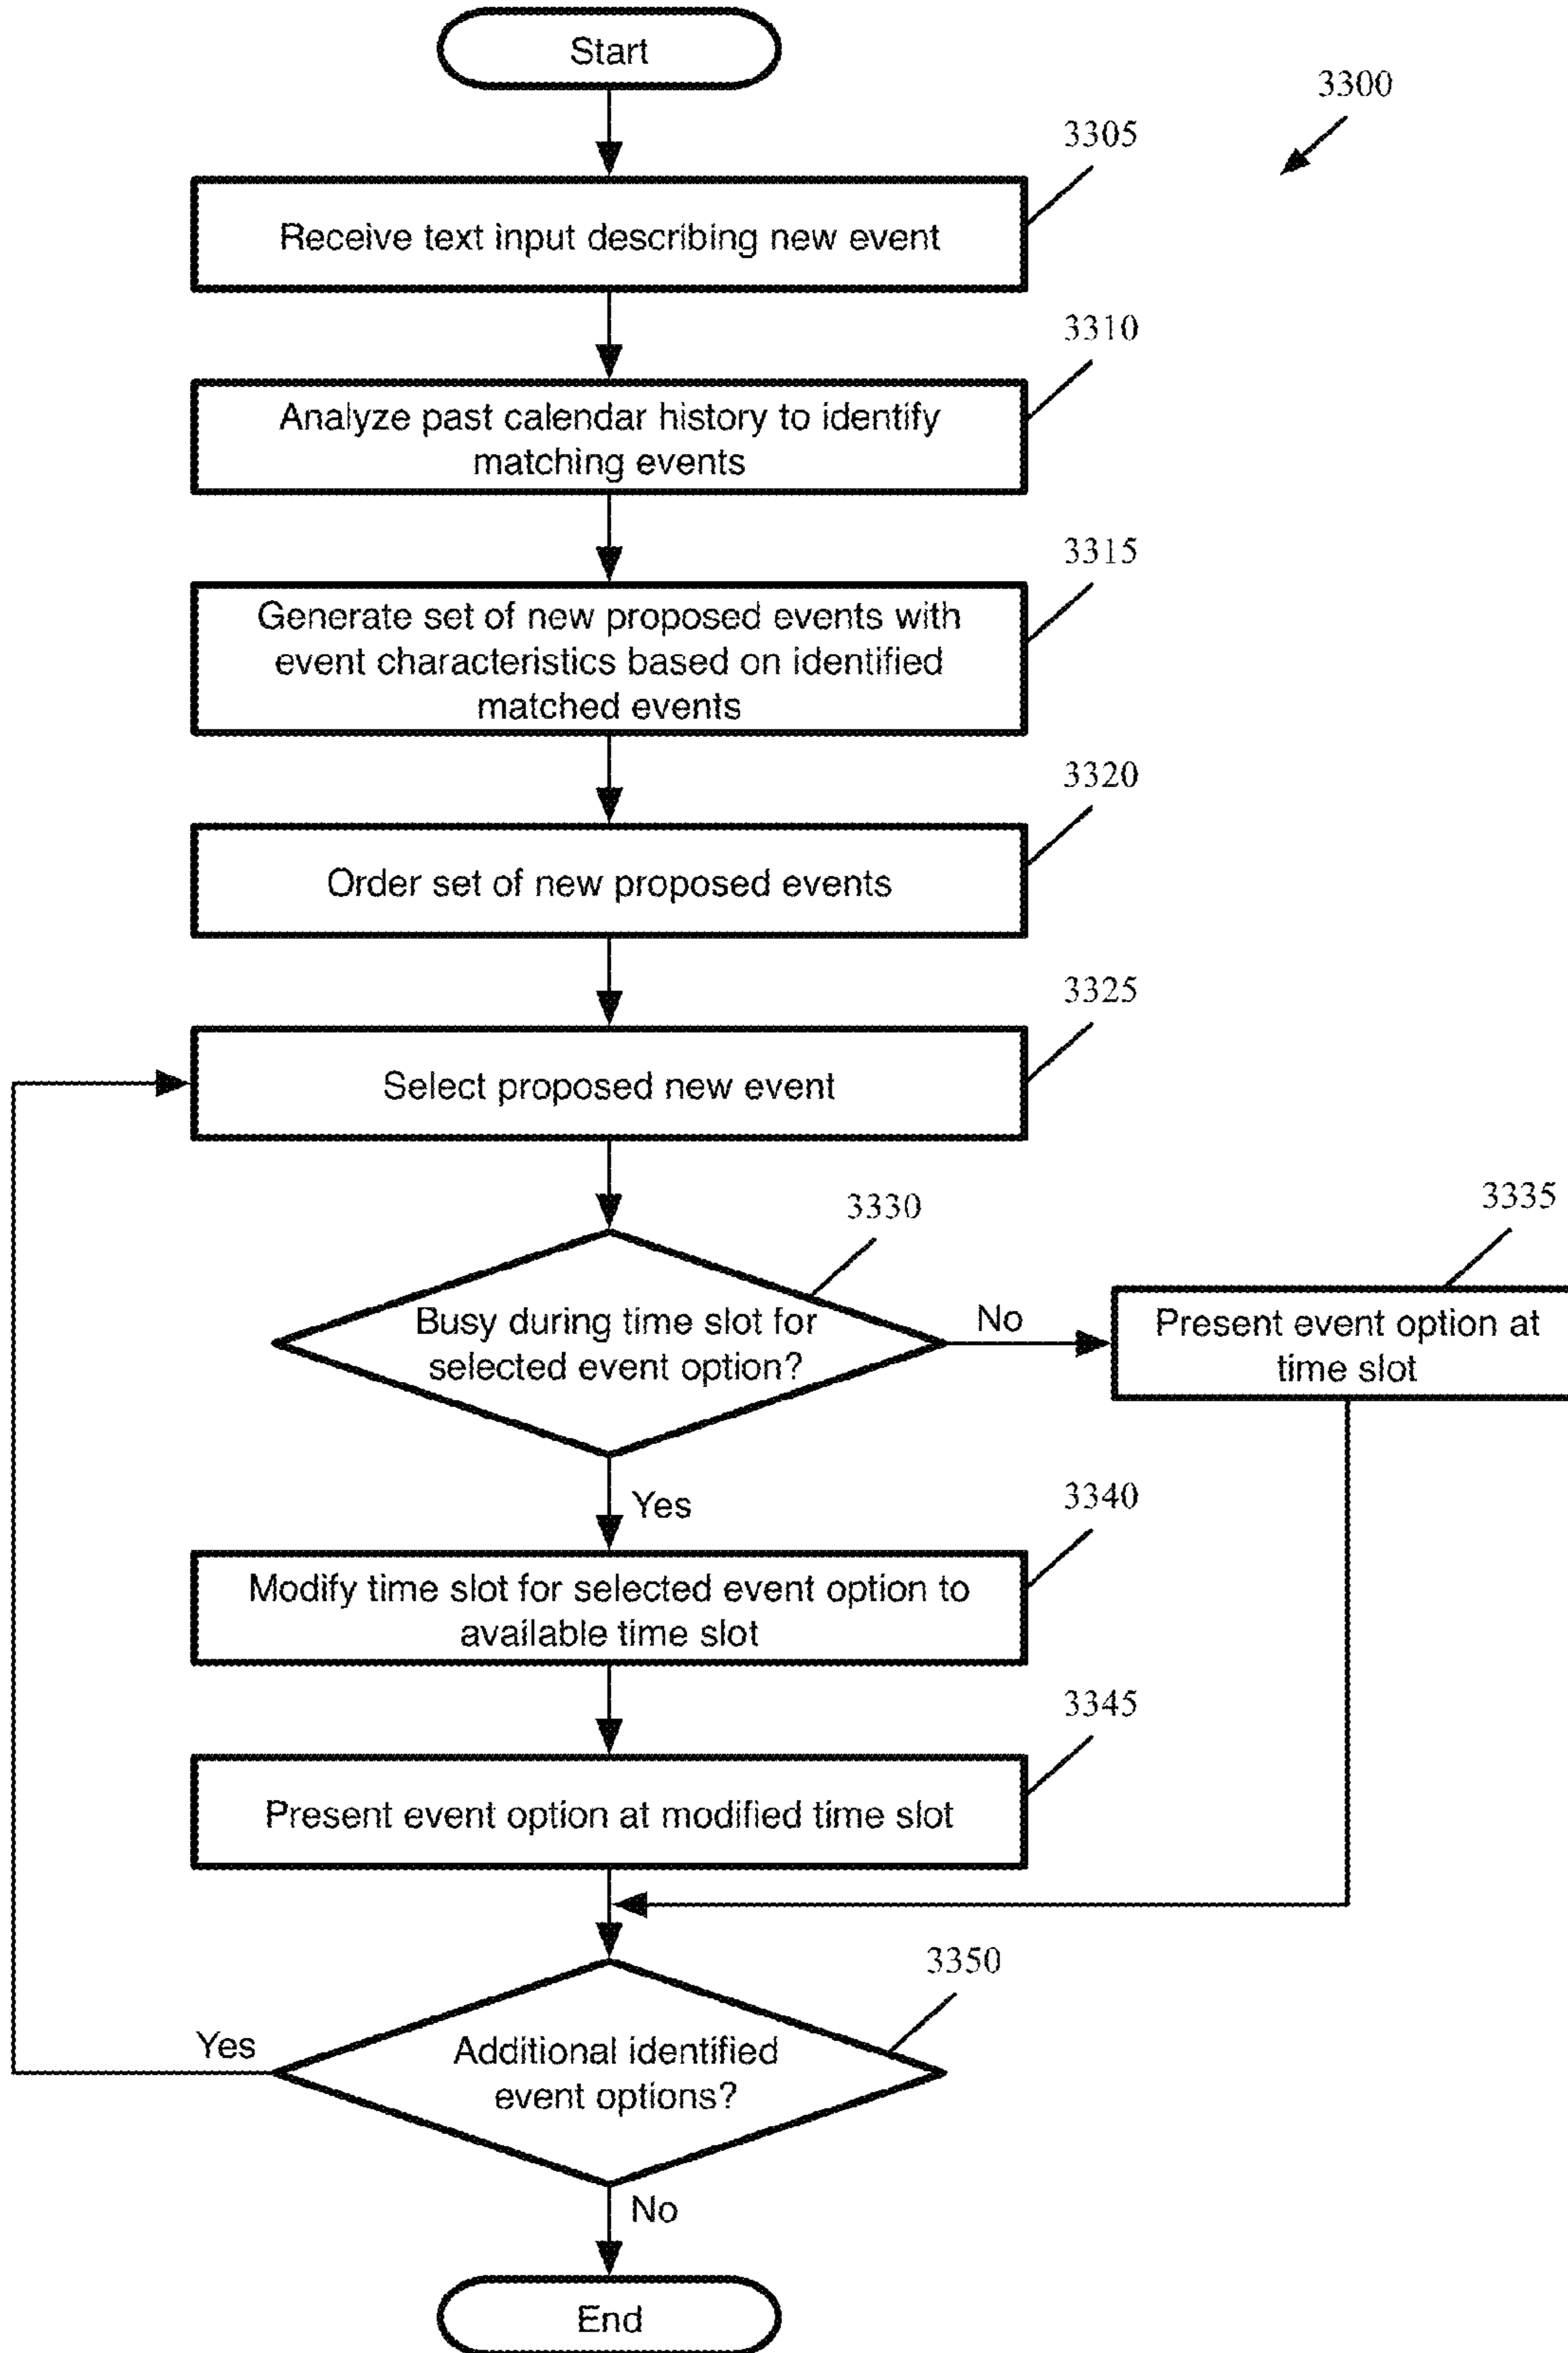 Start
3300
3305
Receive text input describing new event
3310
Analyze past calendar history to identify
matching events
3315
Generate set of new proposed events with
event characteristics based on identified
matched events
3320
Order set of new proposed events
3325
Select proposed new event
3330
Busy during time slot for
selected event option?
No
3335
Present event option at
time slot
Yes
3340
Modify time slot for selected event option to
available time slot
3345
Present event option at modified time slot
3350
Additional identified
event options?
Yes
No
End